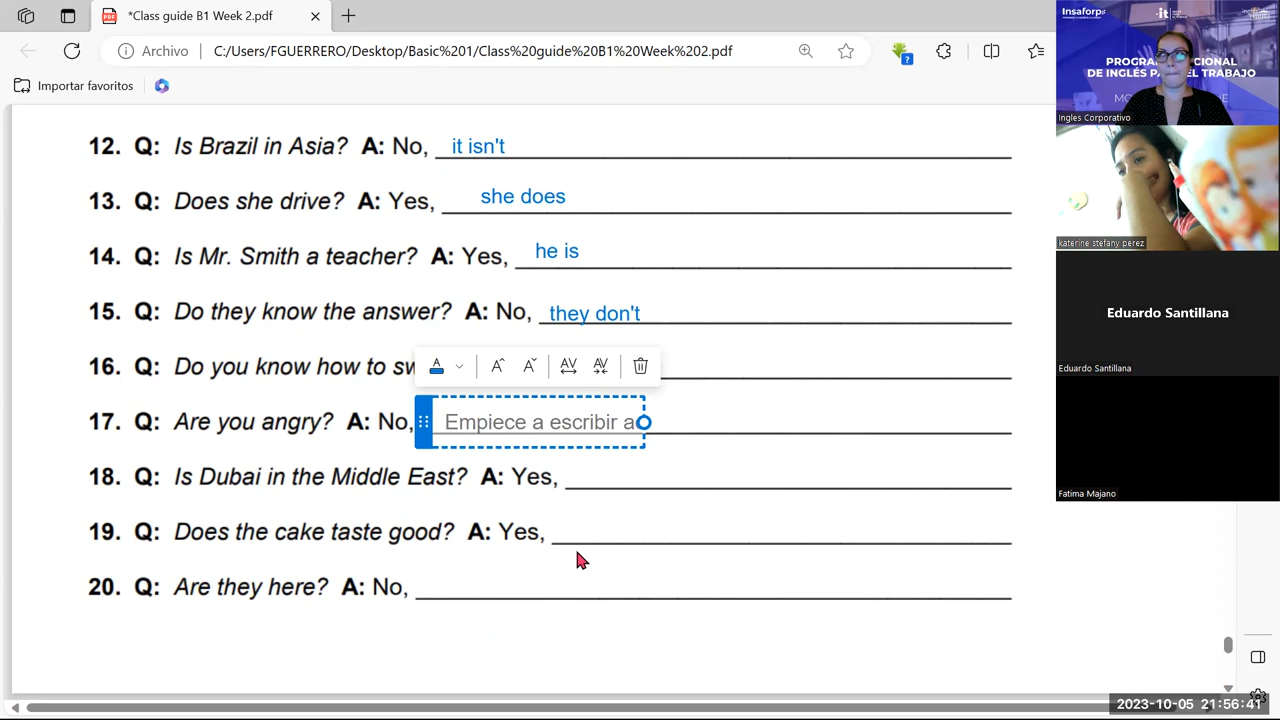 *Class guide B1 Week 2.pdf
Archivo
C:/Users/FGUERRERO/Desktop/Basic%201/Class%20guide%20B1%20Week%202.pdf
Importar favoritos
12. Q: Is Brazil in Asia? A: No, it isn't
13. Q: Does she drive? A: Yes, she does
14. Q: Is Mr. Smith a teacher? A: Yes, he is
15. Q: Do they know the answer? A: No, they don't
16. Q: Do you know how to sw
17. Q: Are you angry? A: No, Empiece a escribir a
18. Q: Is Dubai in the Middle East? A: Yes,
19. Q: Does the cake taste good? A: Yes,
20. Q: Are they here? A: No,
Insaforp
it
DE INGLÉS PA EL TRABAJO
Ingles Corporativo
katerine stefany perez
Eduardo Santillana
Eduardo Santillana
Fatima Majano
2023-10-05 21:56:41